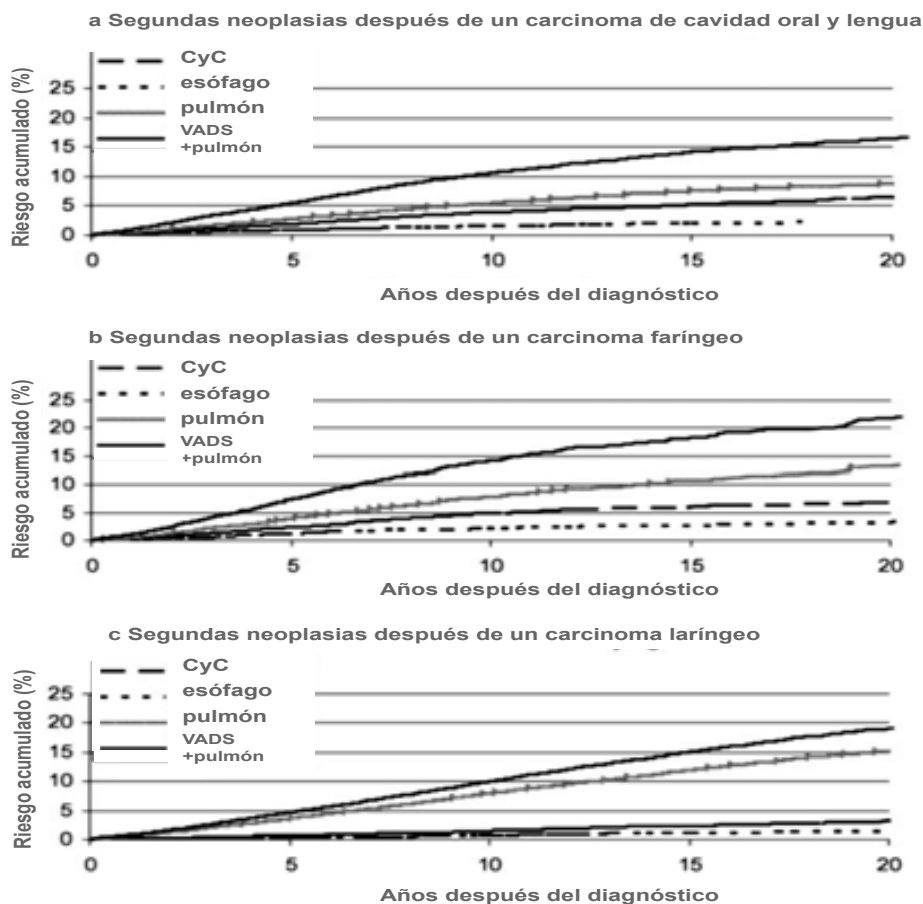 a Segundas neoplasias después de un carcinoma de cavidad oral y lengua
CyC
esófago
pulmón
VADS
+pulmón
Riesgo acumulado (%)
25
20
15
10
5
0
0 5 10 15 20
Años después del diagnóstico
b Segundas neoplasias después de un carcinoma faríngeo
CyC
esófago
pulmón
VADS
+pulmón
Riesgo acumulado (%)
25
20
15
10
5
0
0 5 10 15 20
Años después del diagnóstico
c Segundas neoplasias después de un carcinoma laríngeo
CyC
esófago
pulmón
VADS
+pulmón
Riesgo acumulado (%)
25
20
15
10
5
0
0 5 10 15 20
Años después del diagnóstico